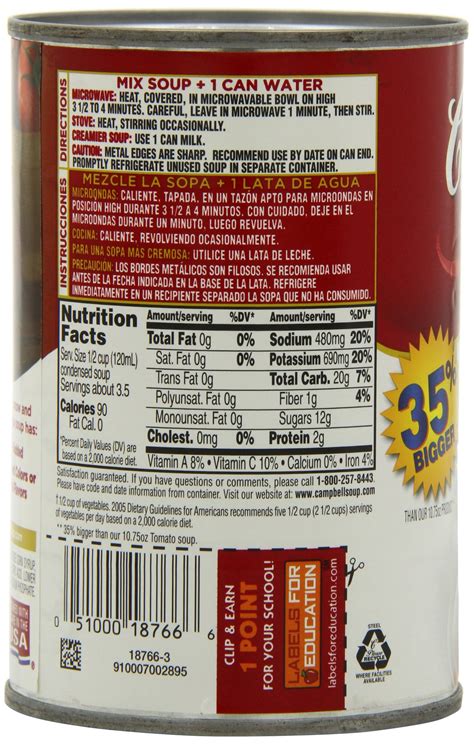 DIRECTIONS
MIX SOUP + 1 CAN WATER
MICROWAVE: HEAT, COVERED, IN MICROWAVABLE BOWL ON HIGH
3 1/2 TO 4 MINUTES. CAREFUL, LEAVE IN MICROWAVE 1 MINUTE, THEN STIR.
STOVE: HEAT, STIRRING OCCASIONALLY.
CREAMIER SOUP: USE 1 CAN MILK.
CAUTION: METAL EDGES ARE SHARP. RECOMMEND USE BY DATE ON CAN END.
PROMPTLY REFRIGERATE UNUSED SOUP IN SEPARATE CONTAINER.
INSTRUCCIONES
MEZCLE LA SOPA + 1 LATA DE AGUA
MICROONDAS: CALIENTE, TAPADA, EN UN TAZÓN APTO PARA MICROONDAS EN
POSICIÓN HIGH DURANTE 3 1/2 A 4 MINUTOS. CON CUIDADO, DEJE EN EL
MICROONDAS DURANTE UN MINUTO. LUEGO REVUELVA.
COCINA: CALIENTE, REVOLVIENDO OCASIONALMENTE.
PARA UNA SOPA MÁS CREMOSA: UTILICE UNA LATA DE LECHE.
PRECAUCIÓN: LOS BORDES METÁLICOS SON FILOSOS. SE RECOMIENDA USAR
ANTES DE LA FECHA INDICADA EN LA BASE DE LA LATA. REFRIGERE
INMEDIATAMENTE EN UN RECIPIENTE SEPARADO LA SOPA QUE NO HA CONSUMIDO.
Nutrition
Facts
Serv. Size 1/2 cup (120mL)
condensed soup
Servings about 3.5
Calories 90
Fat Cal. 0
*Percent Daily Values (DV) are
based on a 2,000 calorie diet.
Amount/serving %DV* Amount/serving %DV*
Total Fat 0g 0% Sodium 480mg 20%
Sat. Fat 0g 0% Potassium 690mg 20%
Trans Fat 0g Total Carb. 20g 7%
Polyunsat. Fat 0g Fiber 1g 4%
Monounsat. Fat 0g Sugars 12g
Cholest. 0mg 0% Protein 2g
Vitamin A 8% • Vitamin C 10% • Calcium 0% • Iron 4%
Satisfaction guaranteed. If you have questions or comments, please call 1-800-257-8443.
Please have code and date information from container. Visit our website at: www.campbellsoup.com
† 1/2 cup of vegetables. 2005 Dietary Guidelines for Americans recommends five 1/2 cup (2 1/2 cups) servings
of vegetables per day based on a 2,000 calorie diet.
** 35% bigger than our 10.75oz Tomato soup.
35%
BIGGER
THAN OUR 10.75OZ
0 51000 18766 6
18766-3
910007002895
CLIP & EARN
1 POINT
FOR YOUR SCHOOL!
LABELS FOR
EDUCATION
labelsforeducation.com
STEEL
Please
RECYCLE
WHERE FACILITIES
AVAILABLE
USA